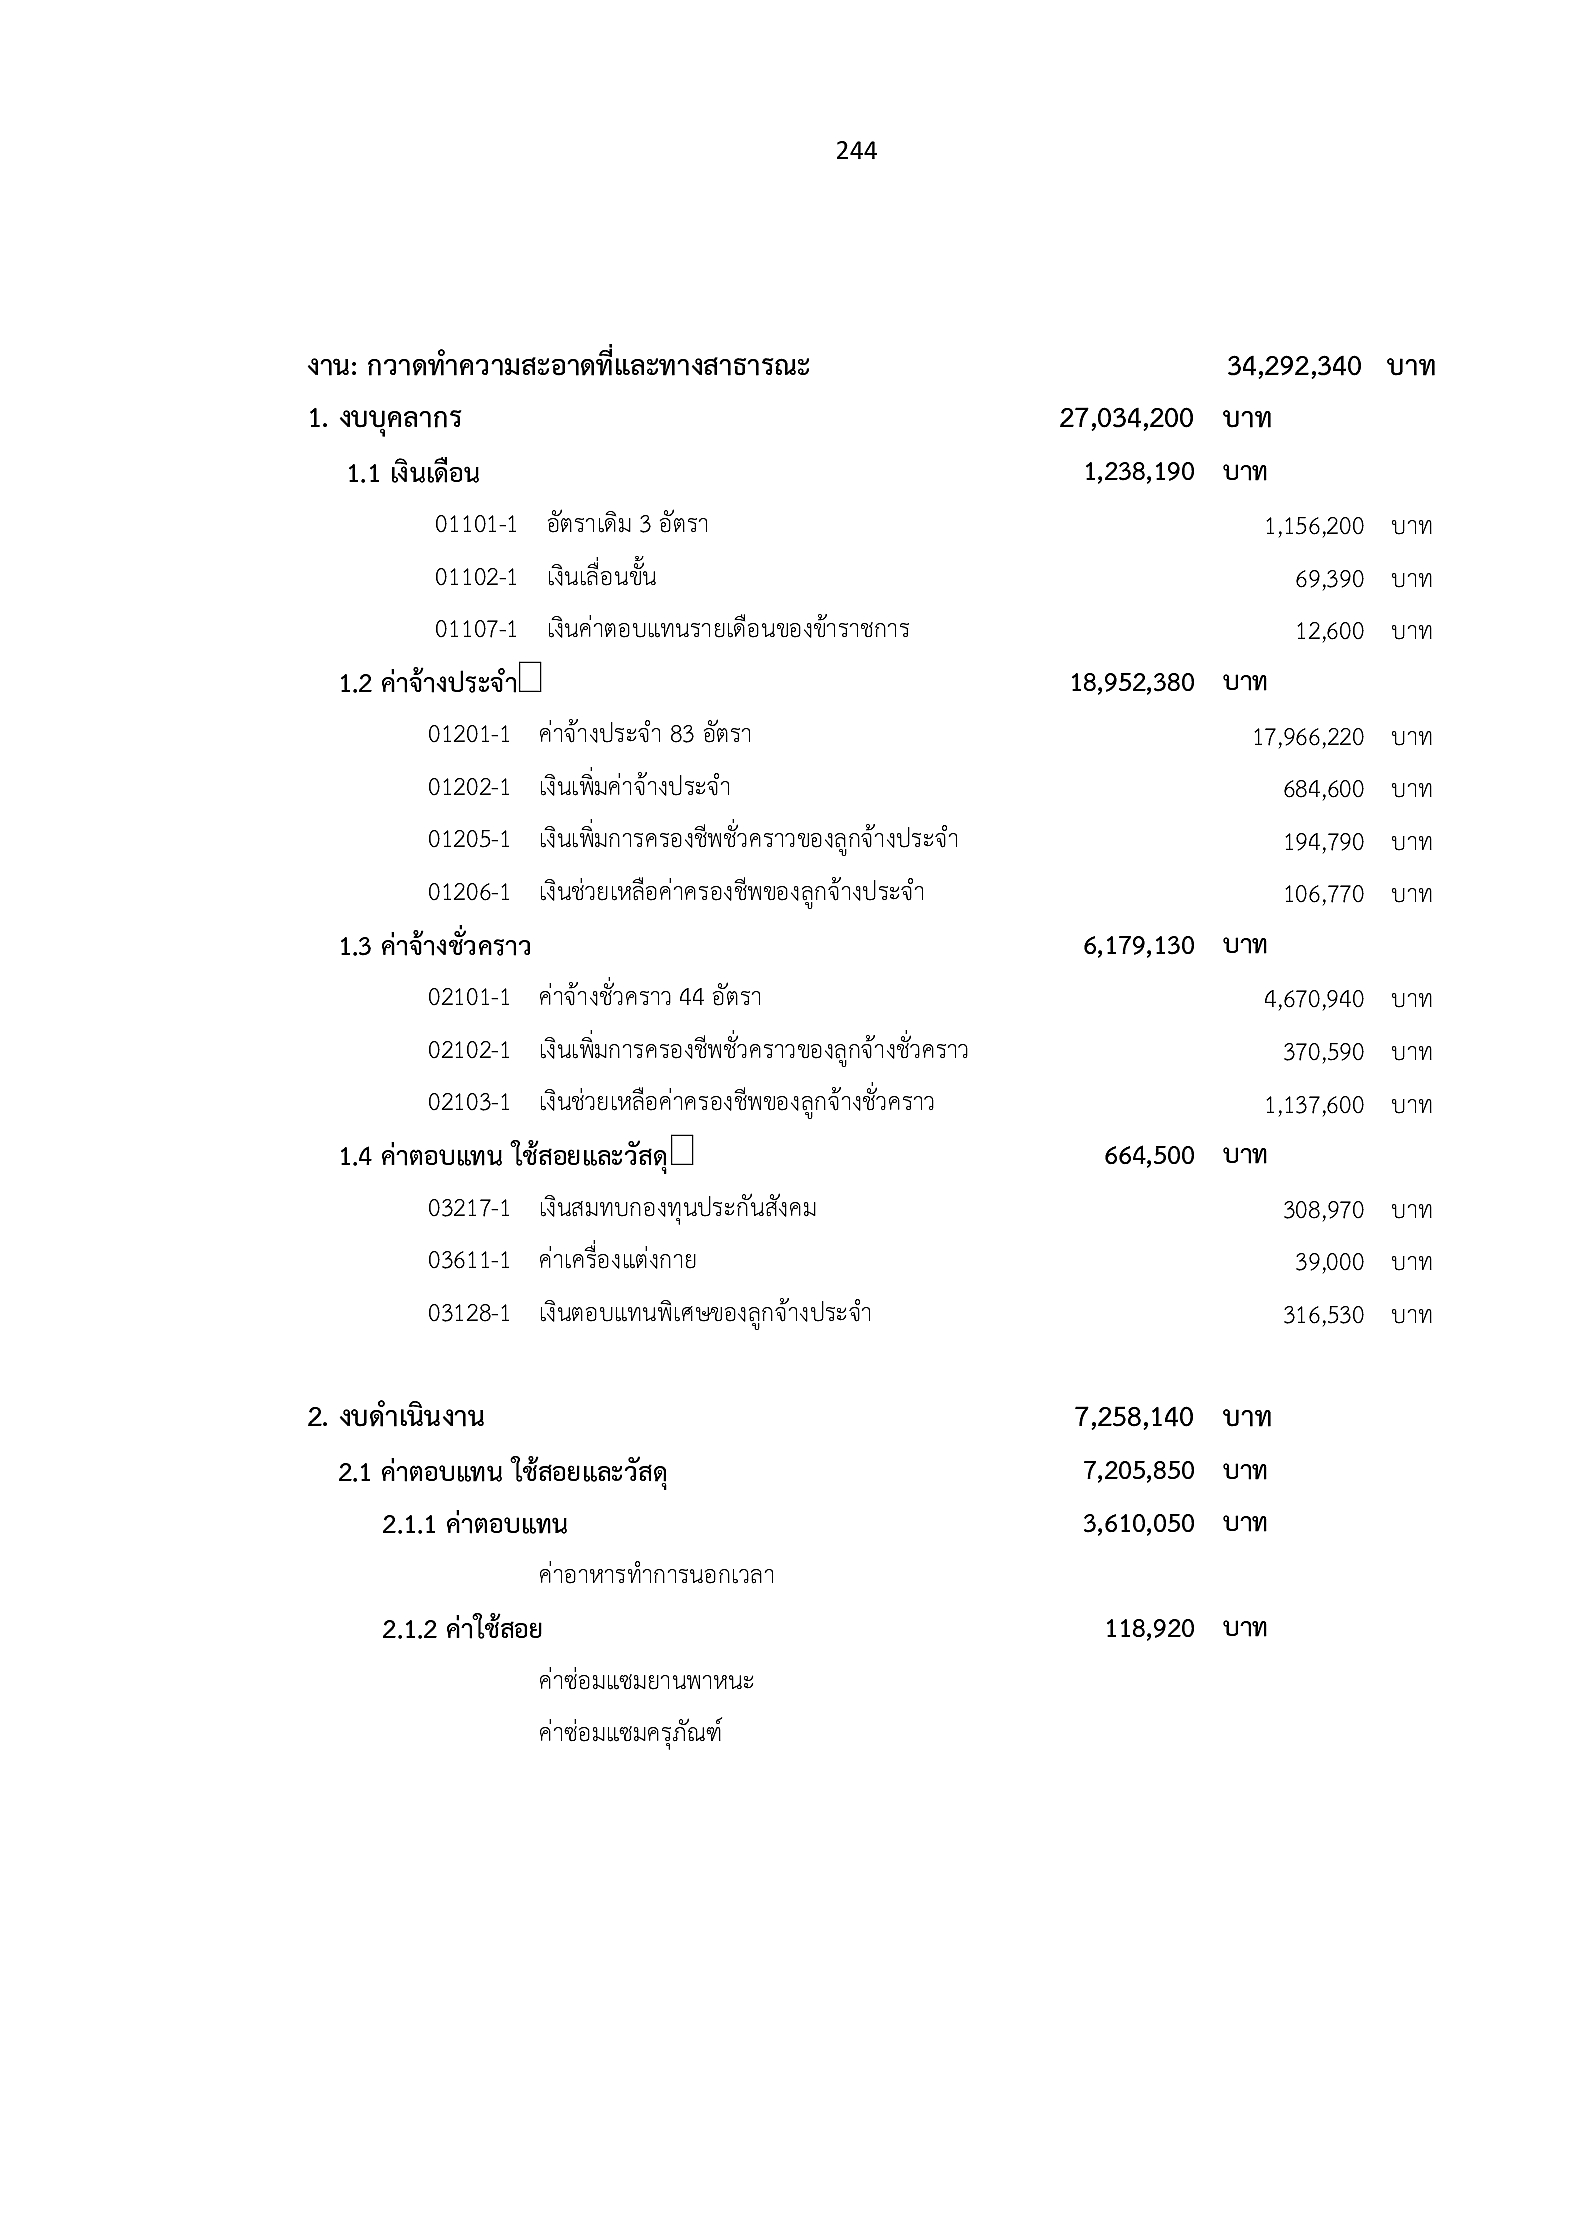 244
งาน: กวาดทำความสะอาดที่และทางสาธารณะ 34,292,340 บาท
1. งบบุคลากร 27,034,200 บาท
1.1 เงินเดือน 1,238,190 บาท
01101-1 อัตราเดิม 3 อัตรา 1,156,200 บาท
01102-1 เงินเลื่อนขั้น 69,390 บาท
01107-1 เงินค่าตอบแทนรายเดือนของข้าราชการ 12,600 บาท
1.2 ค่าจ้างประจำ 18,952,380 บาท
01201-1 ค่าจ้างประจำ 83 อัตรา 17,966,220 บาท
01202-1 เงินเพิ่มค่าจ้างประจำ 684,600 บาท
01205-1 เงินเพิ่มการครองชีพชั่วคราวของลูกจ้างประจำ 194,790 บาท
01206-1 เงินช่วยเหลือค่าครองชีพของลูกจ้างประจำ 106,770 บาท
1.3 ค่าจ้างชั่วคราว 6,179,130 บาท
02101-1 ค่าจ้างชั่วคราว 44 อัตรา 4,670,940 บาท
02102-1 เงินเพิ่มการครองชีพชั่วคราวของลูกจ้างชั่วคราว 370,590 บาท
02103-1 เงินช่วยเหลือค่าครองชีพของลูกจ้างชั่วคราว 1,137,600 บาท
1.4 ค่าตอบแทน ใช้สอยและวัสดุ 664,500 บาท
03217-1 เงินสมทบกองทุนประกันสังคม 308,970 บาท
03611-1 ค่าเครื่องแต่งกาย 39,000 บาท
03128-1 เงินตอบแทนพิเศษของลูกจ้างประจำ 316,530 บาท
2. งบดำเนินงาน 7,258,140 บาท
2.1 ค่าตอบแทน ใช้สอยและวัสดุ 7,205,850 บาท
2.1.1 ค่าตอบแทน 3,610,050 บาท
ค่าอาหารทำการนอกเวลา
2.1.2 ค่าใช้สอย 118,920 บาท
ค่าซ่อมแซมยานพาหนะ
ค่าซ่อมแซมครุภัณฑ์